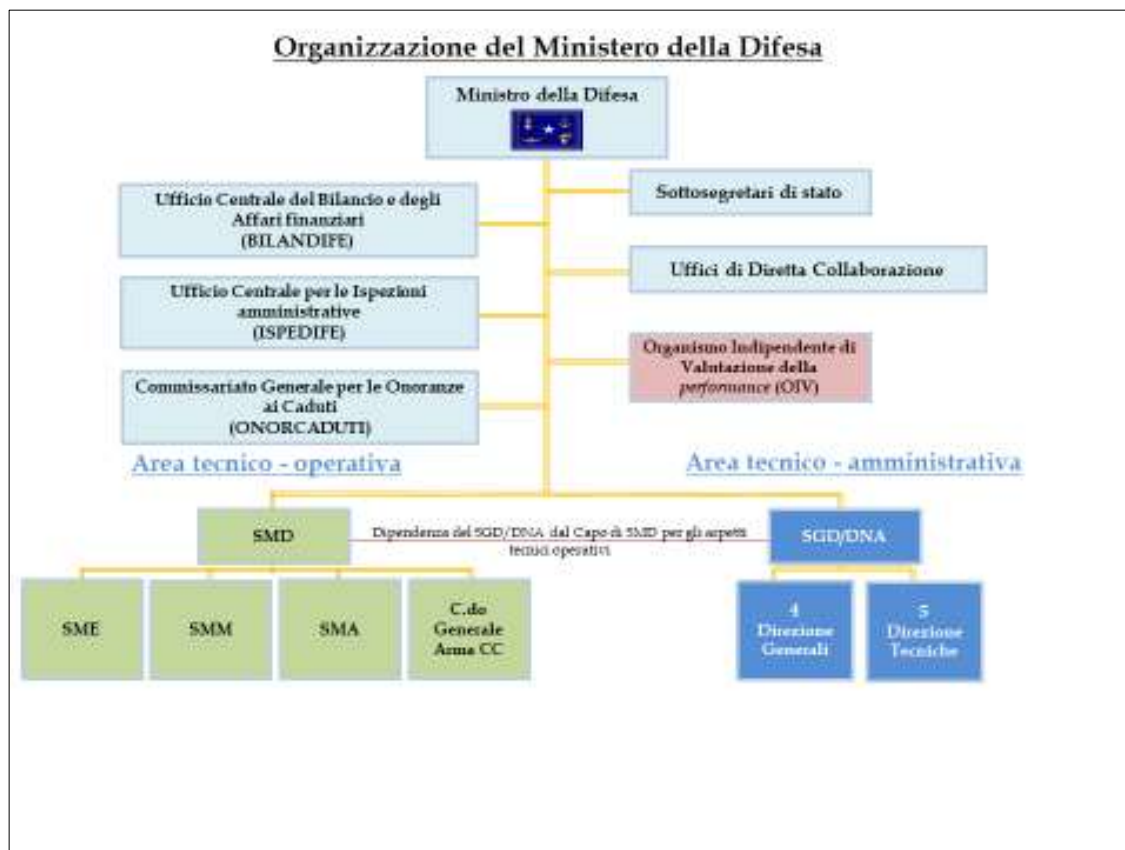 Organizzazione del Ministero della Difesa
Ministro della Difesa
Ufficio Centrale del Bilancio e degli
Affari finanziari
(BILANDIFE)
Sottosegretari di stato
Uffici di Diretta Collaborazione
Ufficio Centrale per le Ispezioni
amministrative
(ISPEDIFE)
Organismo Indipendente di
Valutazione della
performance (OIV)
Commissariato Generale per le Onoranze
ai Caduti
(ONORCADUTI)
Area tecnico - operativa
Area tecnico - amministrativa
SMD
Dipendenza del SGD/DNA dal Capo di SMD per gli aspetti
tecnici operativi
SGD/DNA
SME
SMM
SMA
C.do
Generale
Arma CC
4
Direzione
Generali
5
Direzione
Tecniche